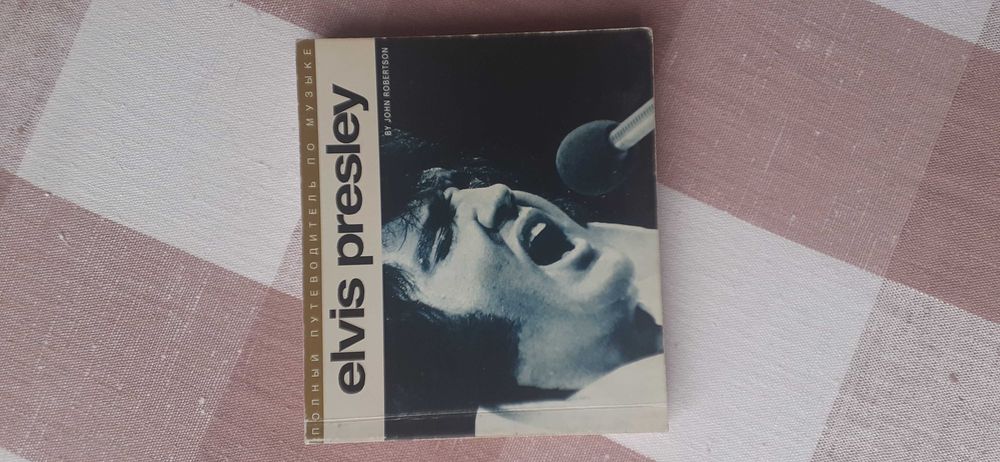 ПОЛНЫЙ ПУТЕВОДИТЕЛЬ ПО МУЗЫКЕ
elvis presley
BY JOHN ROBERTSON